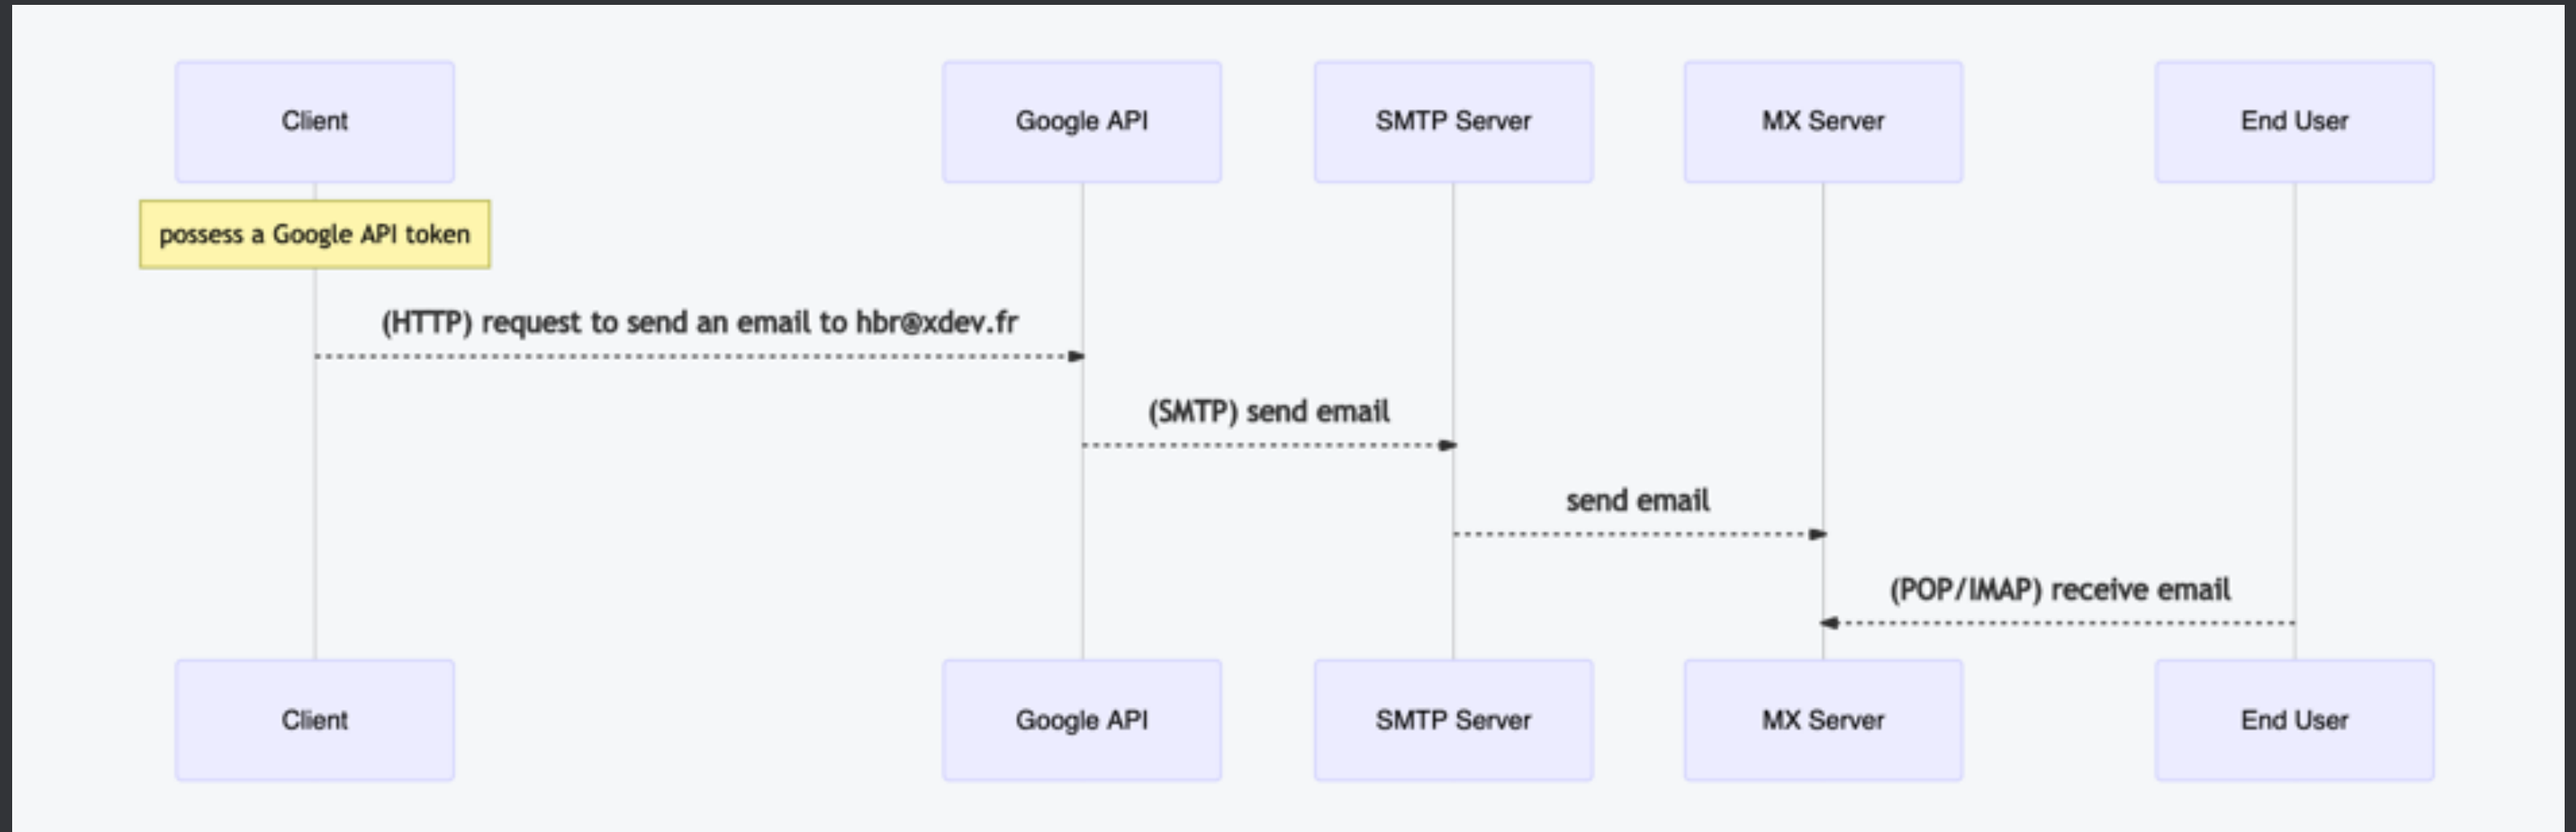 Client
Google API
SMTP Server
MX Server
End User
possess a Google API token
(HTTP) request to send an email to hbr@xdev.fr
(SMTP) send email
send email
(POP/IMAP) receive email
Client
Google API
SMTP Server
MX Server
End User